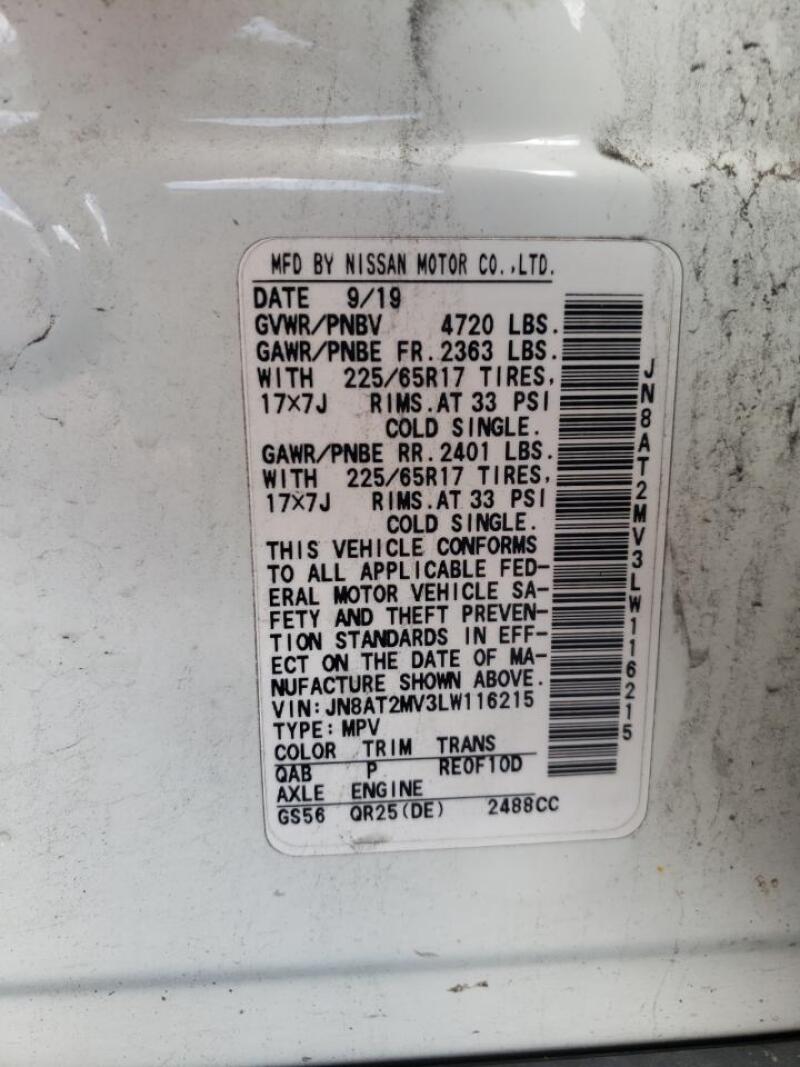 MFD BY NISSAN MOTOR CO.,LTD.
DATE 9/19
GVWR/PNBV 4720 LBS.
GAWR/PNBE FR. 2363 LBS.
WITH 225/65R17 TIRES,
17X7J RIMS. AT 33 PSI
COLD SINGLE.
GAWR/PNBE RR. 2401 LBS.
WITH 225/65R17 TIRES,
17X7J RIMS. AT 33 PSI
COLD SINGLE.
THIS VEHICLE CONFORMS
TO ALL APPLICABLE FED-
ERAL MOTOR VEHICLE SA-
FETY AND THEFT PREVEN-
TION STANDARDS IN EFF-
ECT ON THE DATE OF MA-
NUFACTURE SHOWN ABOVE.
VIN: JN8AT2MV3LW116215
TYPE: MPV
COLOR TRIM TRANS
QAB P RE0F10D
AXLE ENGINE
GS56 QR25(DE) 2488CC
JN8AT2MV3LW116215